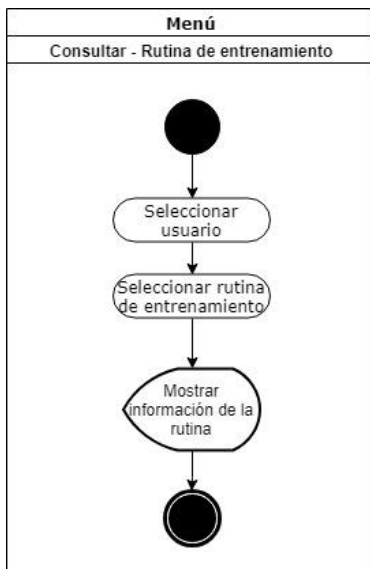 Menú
Consultar - Rutina de entrenamiento
Seleccionar
usuario
Seleccionar rutina
de entrenamiento
Mostrar
información de la
rutina